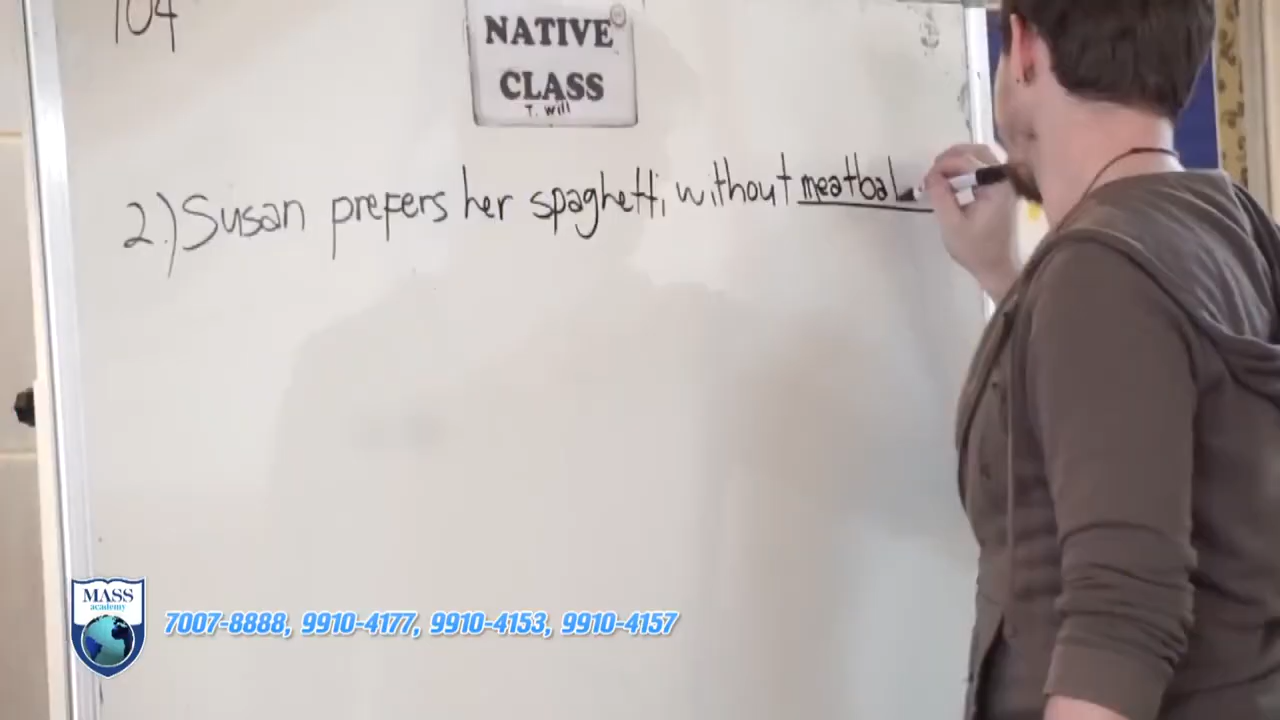 104
NATIVE
CLASS
T. Will
2.) Susan prefers her spaghetti without meatbal
MASS
academy
7007-8888, 9910-4177, 9910-4153, 9910-4157